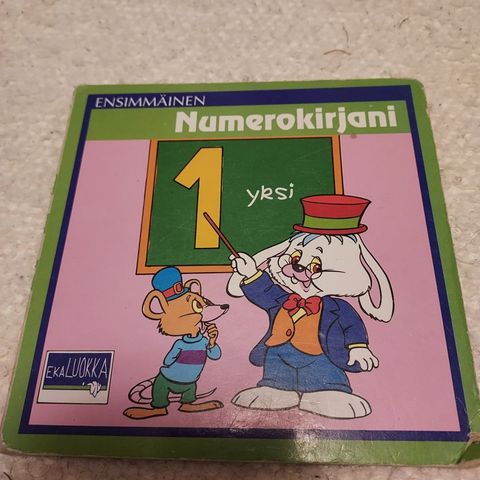 ENSIMMÄINEN
Numerokirjani
1
yksi
EKALUOKKA